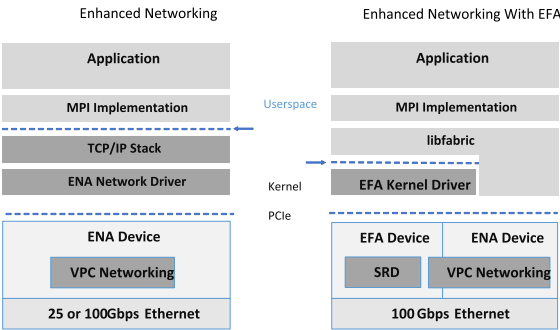 Enhanced Networking
Application
MPI Implementation
TCP/IP Stack
ENA Network Driver
ENA Device
VPC Networking
25 or 100Gbps Ethernet
Userspace
Kernel
PCIe
Enhanced Networking With EFA
Application
MPI Implementation
libfabric
EFA Kernel Driver
EFA Device
ENA Device
SRD
VPC Networking
100 Gbps Ethernet